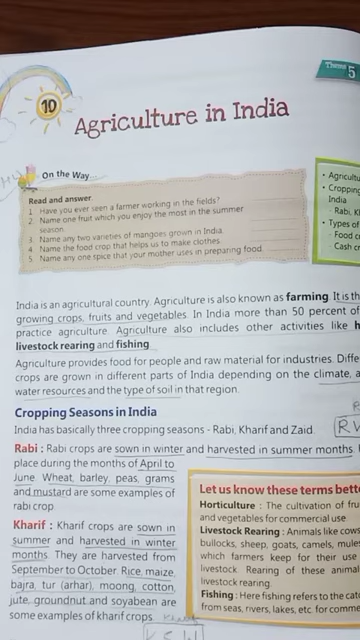 Theme 5
10
Agriculture in India
On the Way...
Read and answer
1. Have you ever seen a farmer working in the fields?
2. Name one fruit which you enjoy the most in the summer
season.
3. Name any two varieties of mangoes grown in India.
4. Name the food crop that helps us to make clothes.
5. Name any one spice that your mother uses in preparing food.
• Agricultu
• Cropping
India
- Rabi, K
• Types of
- Food c
- Cash cr
India is an agricultural country. Agriculture is also known as farming. It is th
growing crops, fruits and vegetables. In India more than 50 percent of
practice agriculture. Agriculture also includes other activities like h
livestock rearing and fishing.
Agriculture provides food for people and raw material for industries. Diffe
crops are grown in different parts of India depending on the climate, a
water resources and the type of soil in that region.
Cropping Seasons in India
India has basically three cropping seasons - Rabi, Kharif and Zaid.
R
Rabi : Rabi crops are sown in winter and harvested in summer months.
place during the months of April to
June. Wheat, barley, peas, grams
and mustard are some examples of
rabi crop.
Kharif : Kharif crops are sown in
summer and harvested in winter
months. They are harvested from
September to October. Rice, maize,
bajra, tur (arhar), moong, cotton,
jute, groundnut and soyabean are
some examples of kharif crops.
Let us know these terms bett
Horticulture : The cultivation of fru
and vegetables for commercial use
Livestock Rearing : Animals like cows
bullocks, sheep, goats, camels, mule
which farmers keep for their use
livestock. Rearing of these animal
livestock rearing.
Fishing : Here fishing refers to the ca
from seas, rivers, lakes, etc. for comme